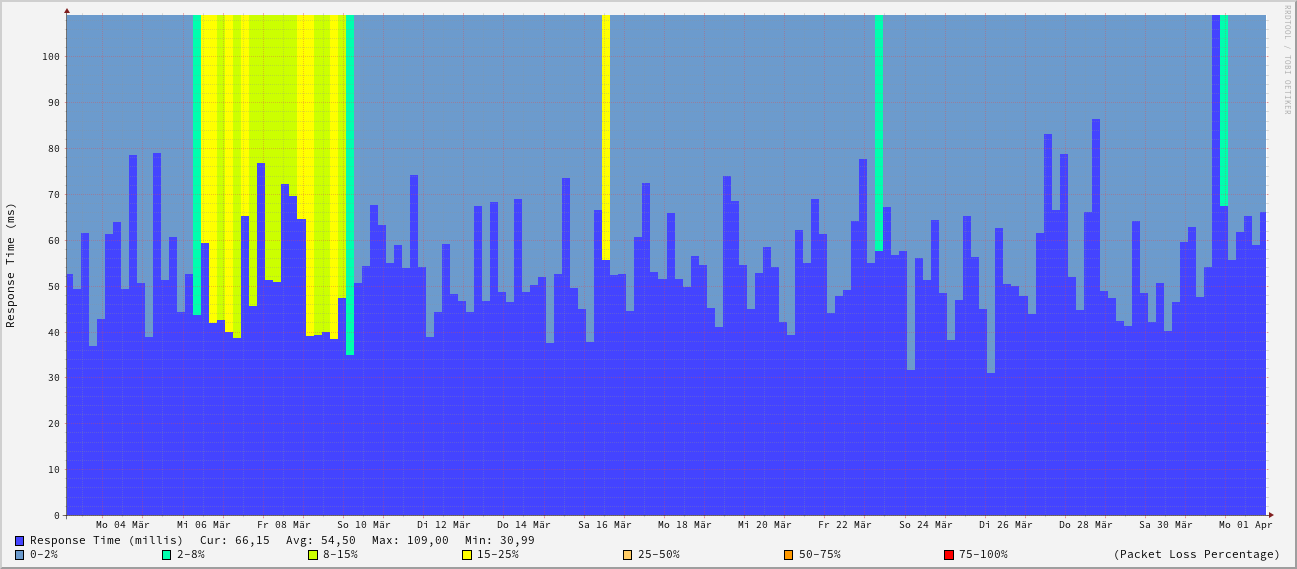 RRDTOOL / TOBI OETIKER
Response Time (ms)
100
90
80
70
60
50
40
30
20
10
0
Mo 04 Mär Mi 06 Mär Fr 08 Mär So 10 Mär Di 12 Mär Do 14 Mär Sa 16 Mär Mo 18 Mär Mi 20 Mär Fr 22 Mär So 24 Mär Di 26 Mär Do 28 Mär Sa 30 Mär Mo 01 Apr
Response Time (millis) Cur: 66,15 Avg: 54,50 Max: 109,00 Min: 30,99
0-2% 2-8% 8-15% 15-25% 25-50% 50-75% 75-100% (Packet Loss Percentage)